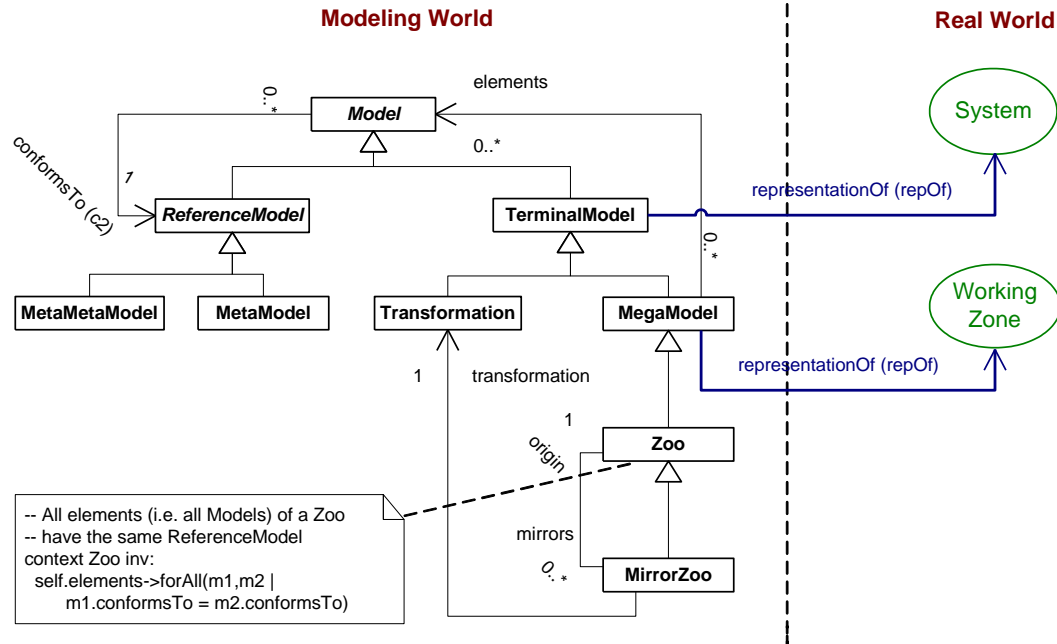 Modeling World
Real World
elements
0..*
Model
System
0..*
conformsTo (c2)
1
representationOf (repOf)
ReferenceModel
TerminalModel
0..*
MetaMetaModel
MetaModel
Transformation
MegaModel
Working
Zone
representationOf (repOf)
1
transformation
1
origin
Zoo
-- All elements (i.e. all Models) of a Zoo
-- have the same ReferenceModel
context Zoo inv:
self.elements->forAll(m1,m2 |
m1.conformsTo = m2.conformsTo)
mirrors
0..*
MirrorZoo